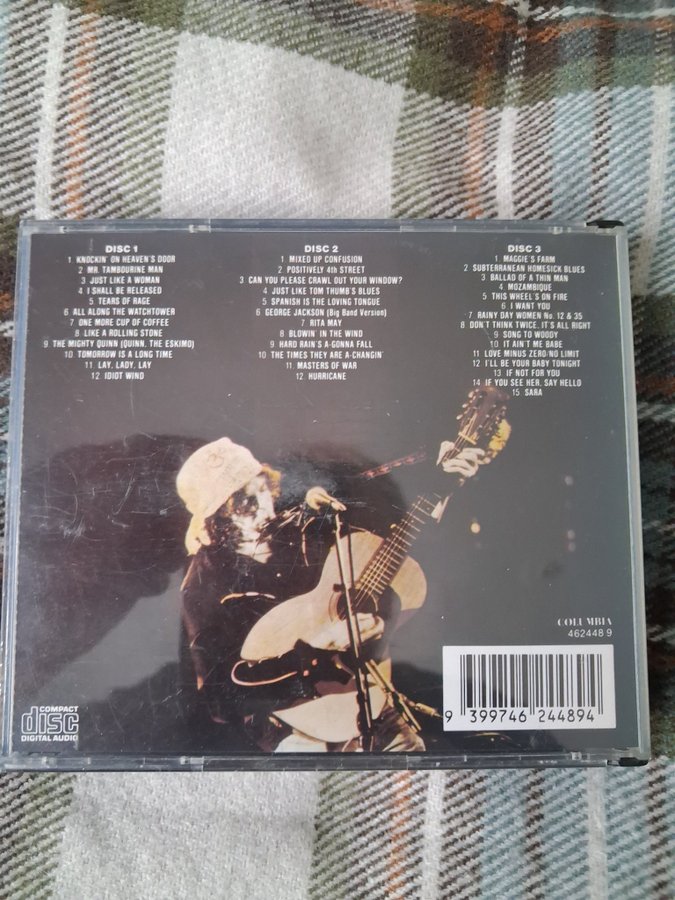 DISC 1
1. KNOCKIN' ON HEAVEN'S DOOR
2. MR. TAMBOURINE MAN
3. JUST LIKE A WOMAN
4. I SHALL BE RELEASED
5. TEARS OF RAGE
6. ALL ALONG THE WATCHTOWER
7. ONE MORE CUP OF COFFEE
8. LIKE A ROLLING STONE
9. THE MIGHTY QUINN (QUINN, THE ESKIMO)
10. TOMORROW IS A LONG TIME
11. LAY, LADY, LAY
12. IDIOT WIND
DISC 2
1. MIXED UP CONFUSION
2. POSITIVELY 4th STREET
3. CAN YOU PLEASE CRAWL OUT YOUR WINDOW?
4. JUST LIKE TOM THUMB'S BLUES
5. SPANISH IS THE LOVING TONGUE
6. GEORGE JACKSON (Big Band Version)
7. RITA MAY
8. BLOWIN' IN THE WIND
9. HARD RAIN'S A-GONNA FALL
10. THE TIMES THEY ARE A-CHANGIN'
11. MASTERS OF WAR
12. HURRICANE
DISC 3
1. MAGGIE'S FARM
2. SUBTERRANEAN HOMESICK BLUES
3. BALLAD OF A THIN MAN
4. MOZAMBIQUE
5. THIS WHEEL'S ON FIRE
6. I WANT YOU
7. RAINY DAY WOMEN No. 12 & 35
8. DON'T THINK TWICE, IT'S ALL RIGHT
9. SONG TO WOODY
10. IT AIN'T ME BABE
11. LOVE MINUS ZERO/NO LIMIT
12. I'LL BE YOUR BABY TONIGHT
13. IF NOT FOR YOU
14. IF YOU SEE HER, SAY HELLO
15. SARA
COLUMBIA
462448 9
9 399746 244894
COMPACT
disc
DIGITAL AUDIO